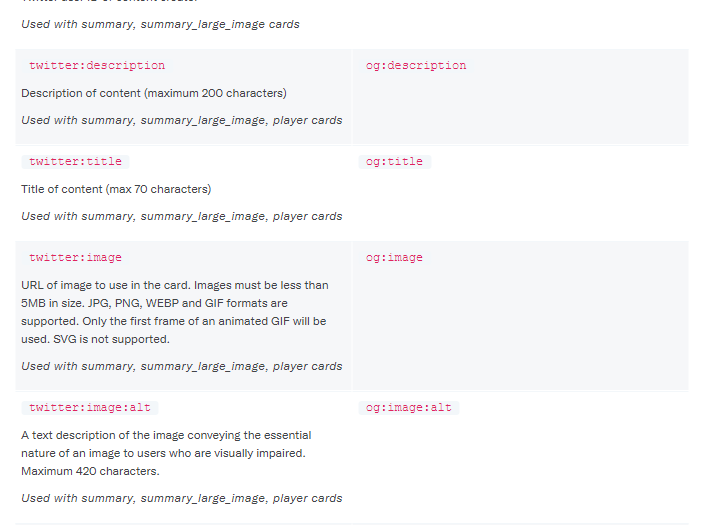 Used with summary, summary_large_image cards
twitter:description
og:description
Description of content (maximum 200 characters)
Used with summary, summary_large_image, player cards
twitter:title
og:title
Title of content (max 70 characters)
Used with summary, summary_large_image, player cards
twitter:image
og:image
URL of image to use in the card. Images must be less than
5MB in size. JPG, PNG, WEBP and GIF formats are
supported. Only the first frame of an animated GIF will be
used. SVG is not supported.
Used with summary, summary_large_image, player cards
twitter:image:alt
og:image:alt
A text description of the image conveying the essential
nature of an image to users who are visually impaired.
Maximum 420 characters.
Used with summary, summary_large_image, player cards